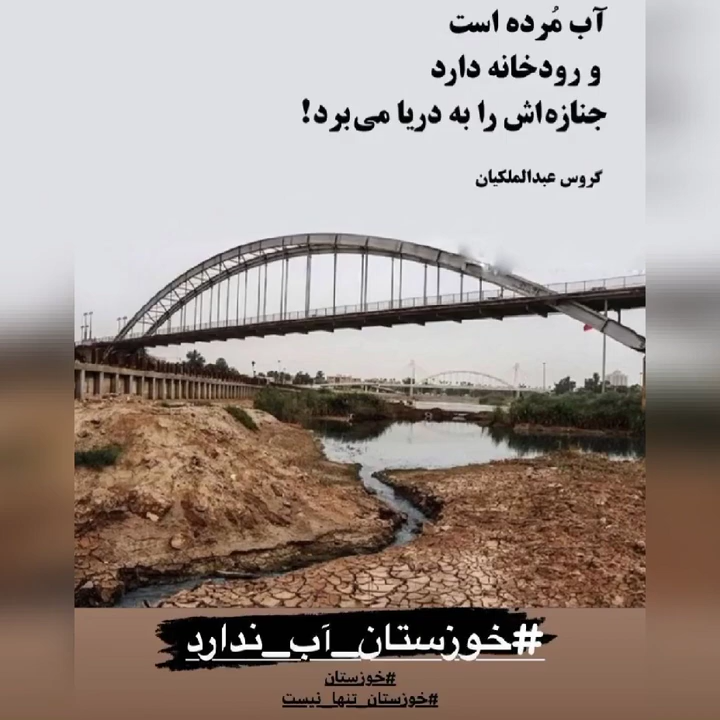 آب مُرده است
و رودخانه دارد
جنازه‌اش را به دریا می‌برد!
گروس عبدالملکیان
#خوزستان_آب_ندارد
#خوزستان
#خوزستان_تنها_نیست